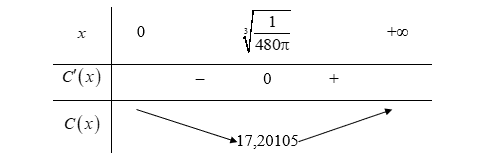 x 0 ∛(1/(480π)) +∞
C′(x) − 0 +
C(x) 17,20105